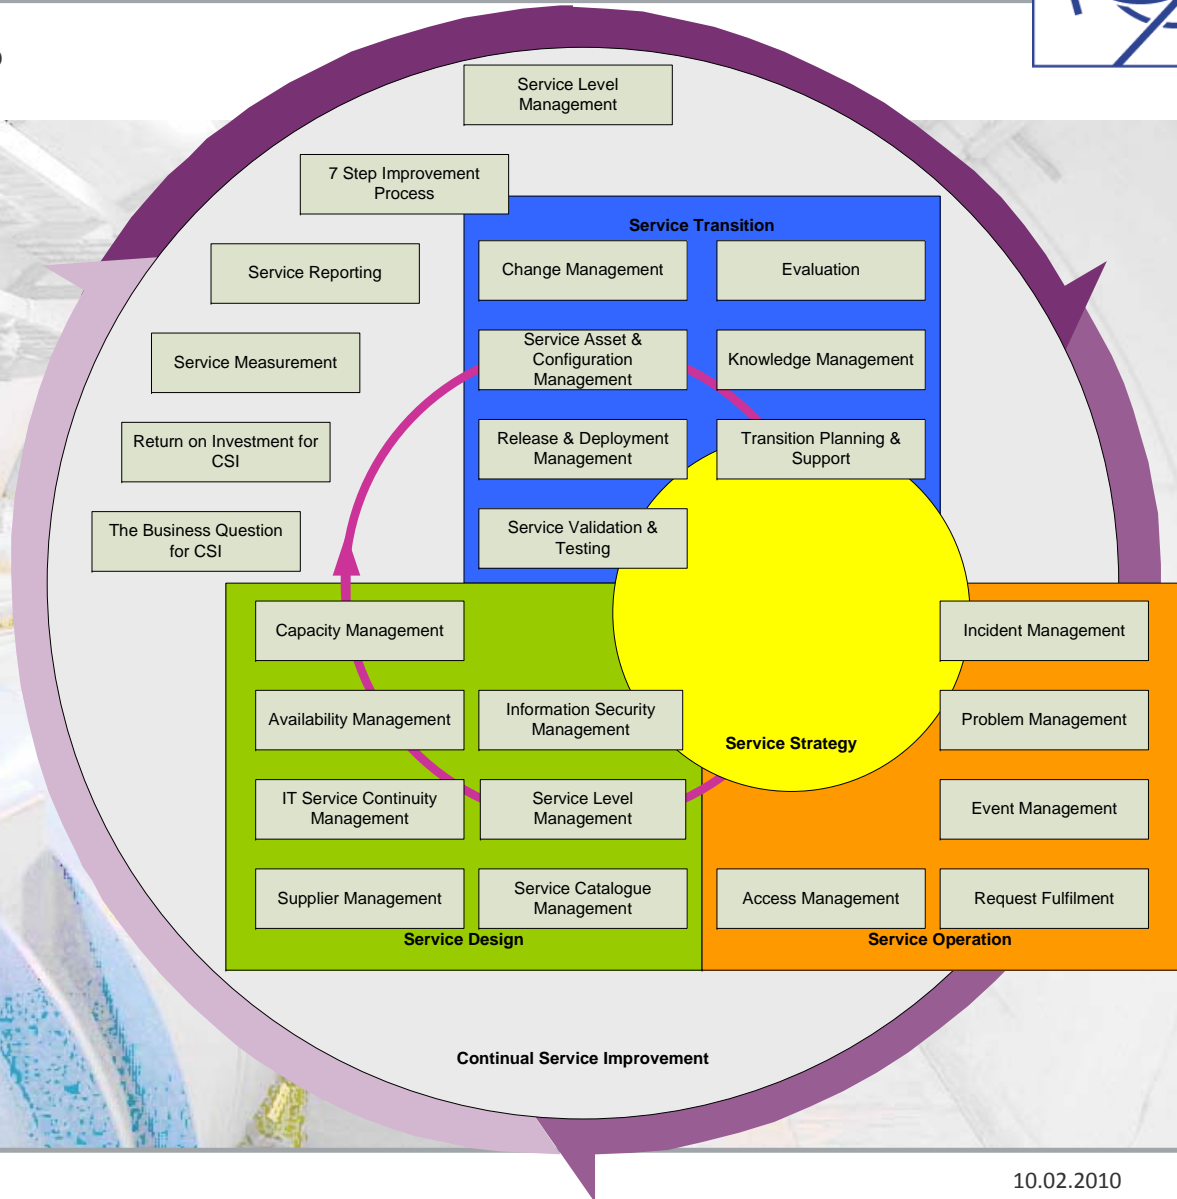 Service Level
Management
7 Step Improvement
Process
Service Transition
Change Management
Evaluation
Service Reporting
Service Asset &
Configuration
Management
Knowledge Management
Service Measurement
Return on Investment for
CSI
Release & Deployment
Management
Transition Planning &
Support
The Business Question
for CSI
Service Validation &
Testing
Capacity Management
Incident Management
Availability Management
Information Security
Management
Problem Management
Service Strategy
IT Service Continuity
Management
Service Level
Management
Event Management
Supplier Management
Service Catalogue
Management
Access Management
Request Fulfilment
Service Design
Service Operation
Continual Service Improvement
10.02.2010